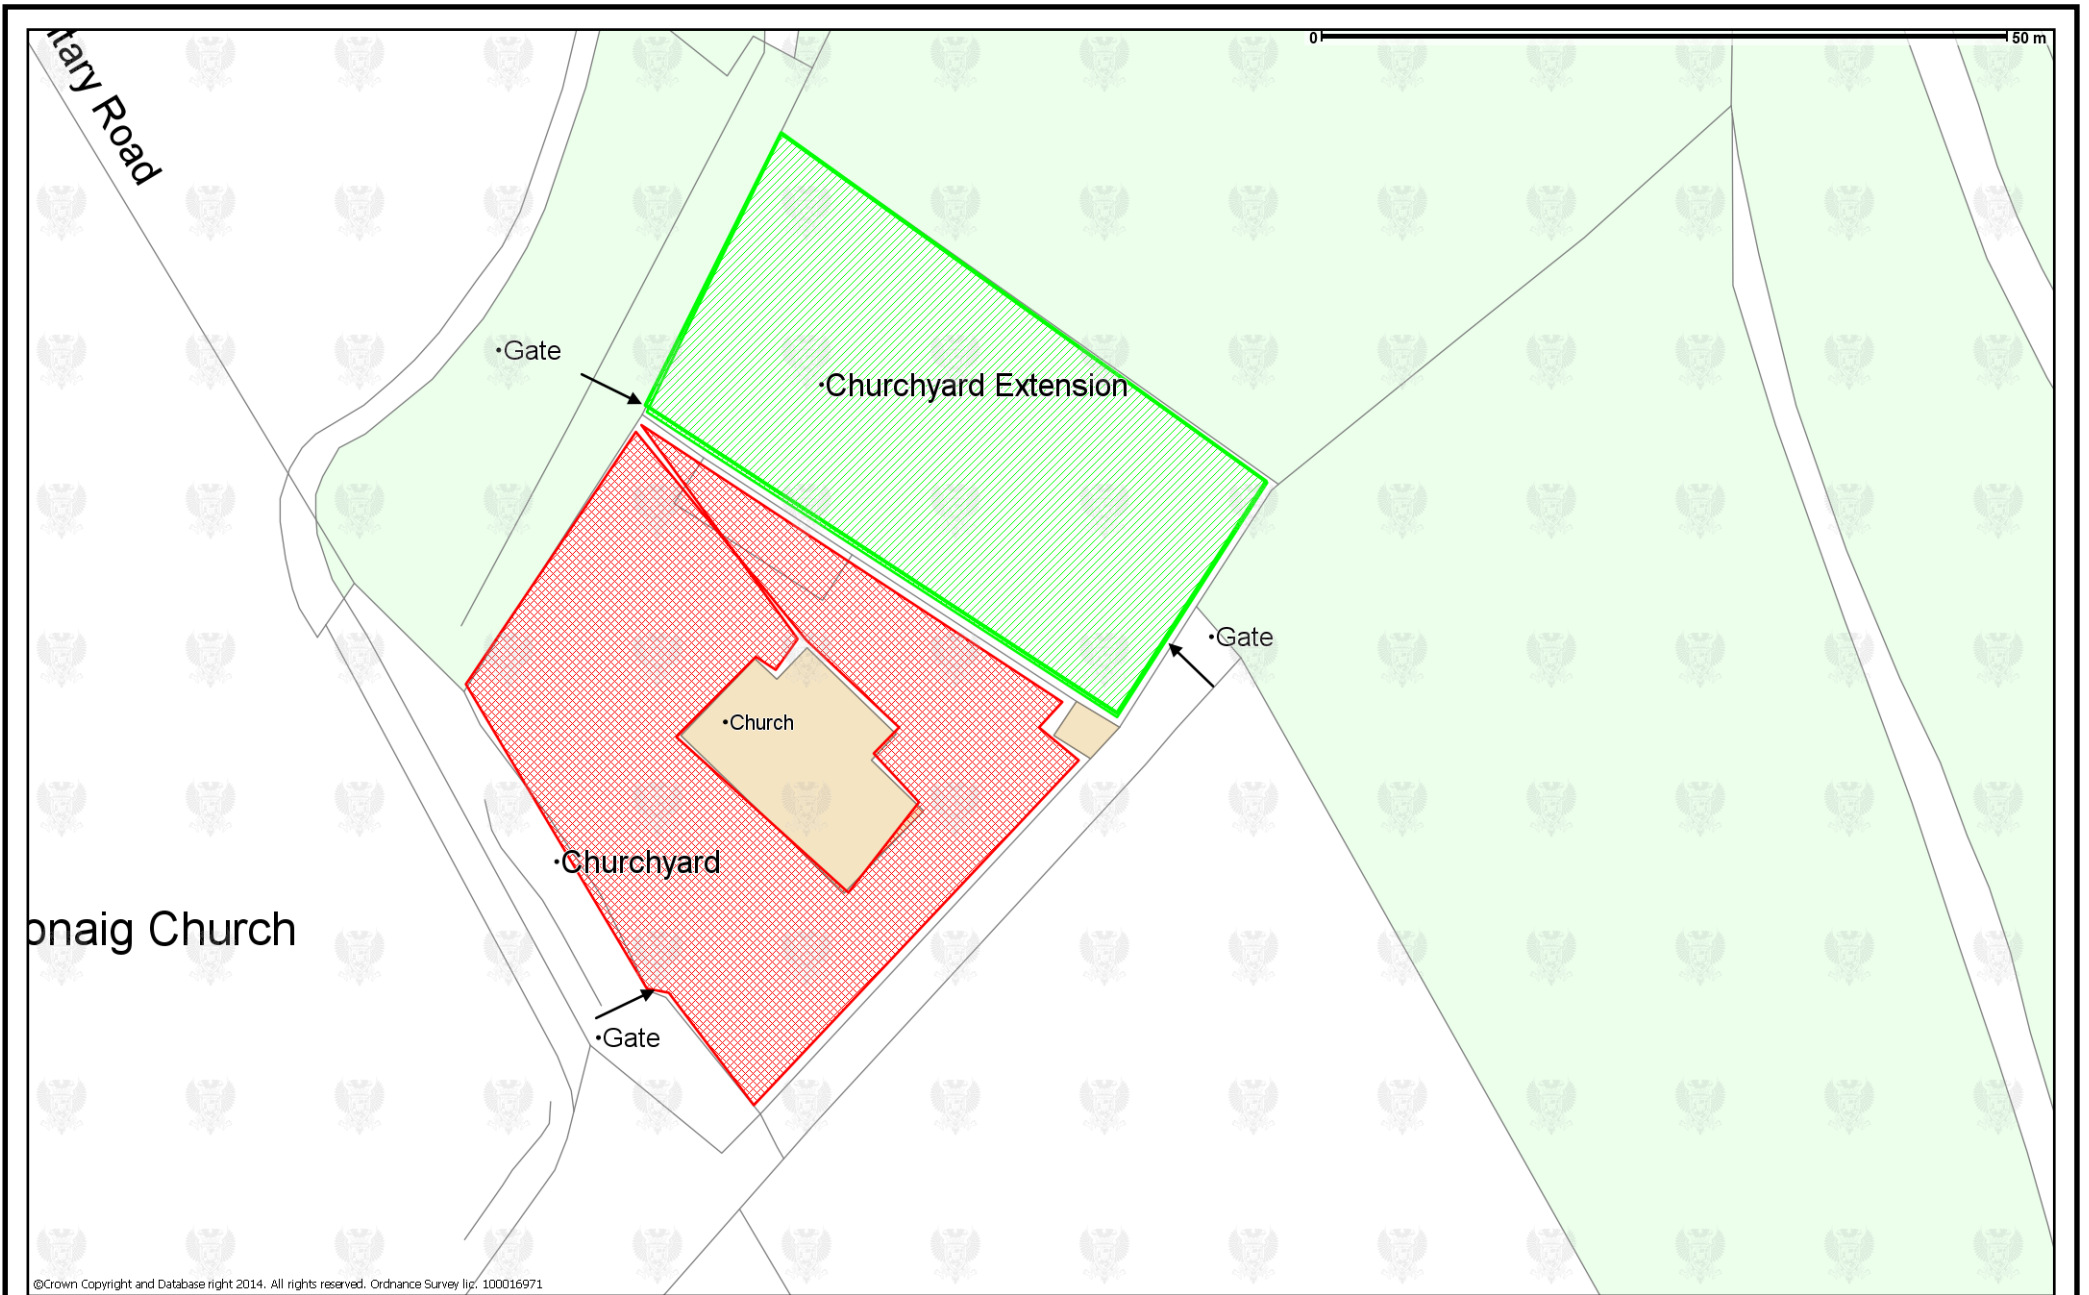 0 50 m
Road
•Gate
•Churchyard Extension
•Gate
•Church
•Churchyard
onaig Church
•Gate
©Crown Copyright and Database right 2014. All rights reserved. Ordnance Survey lic. 100016971